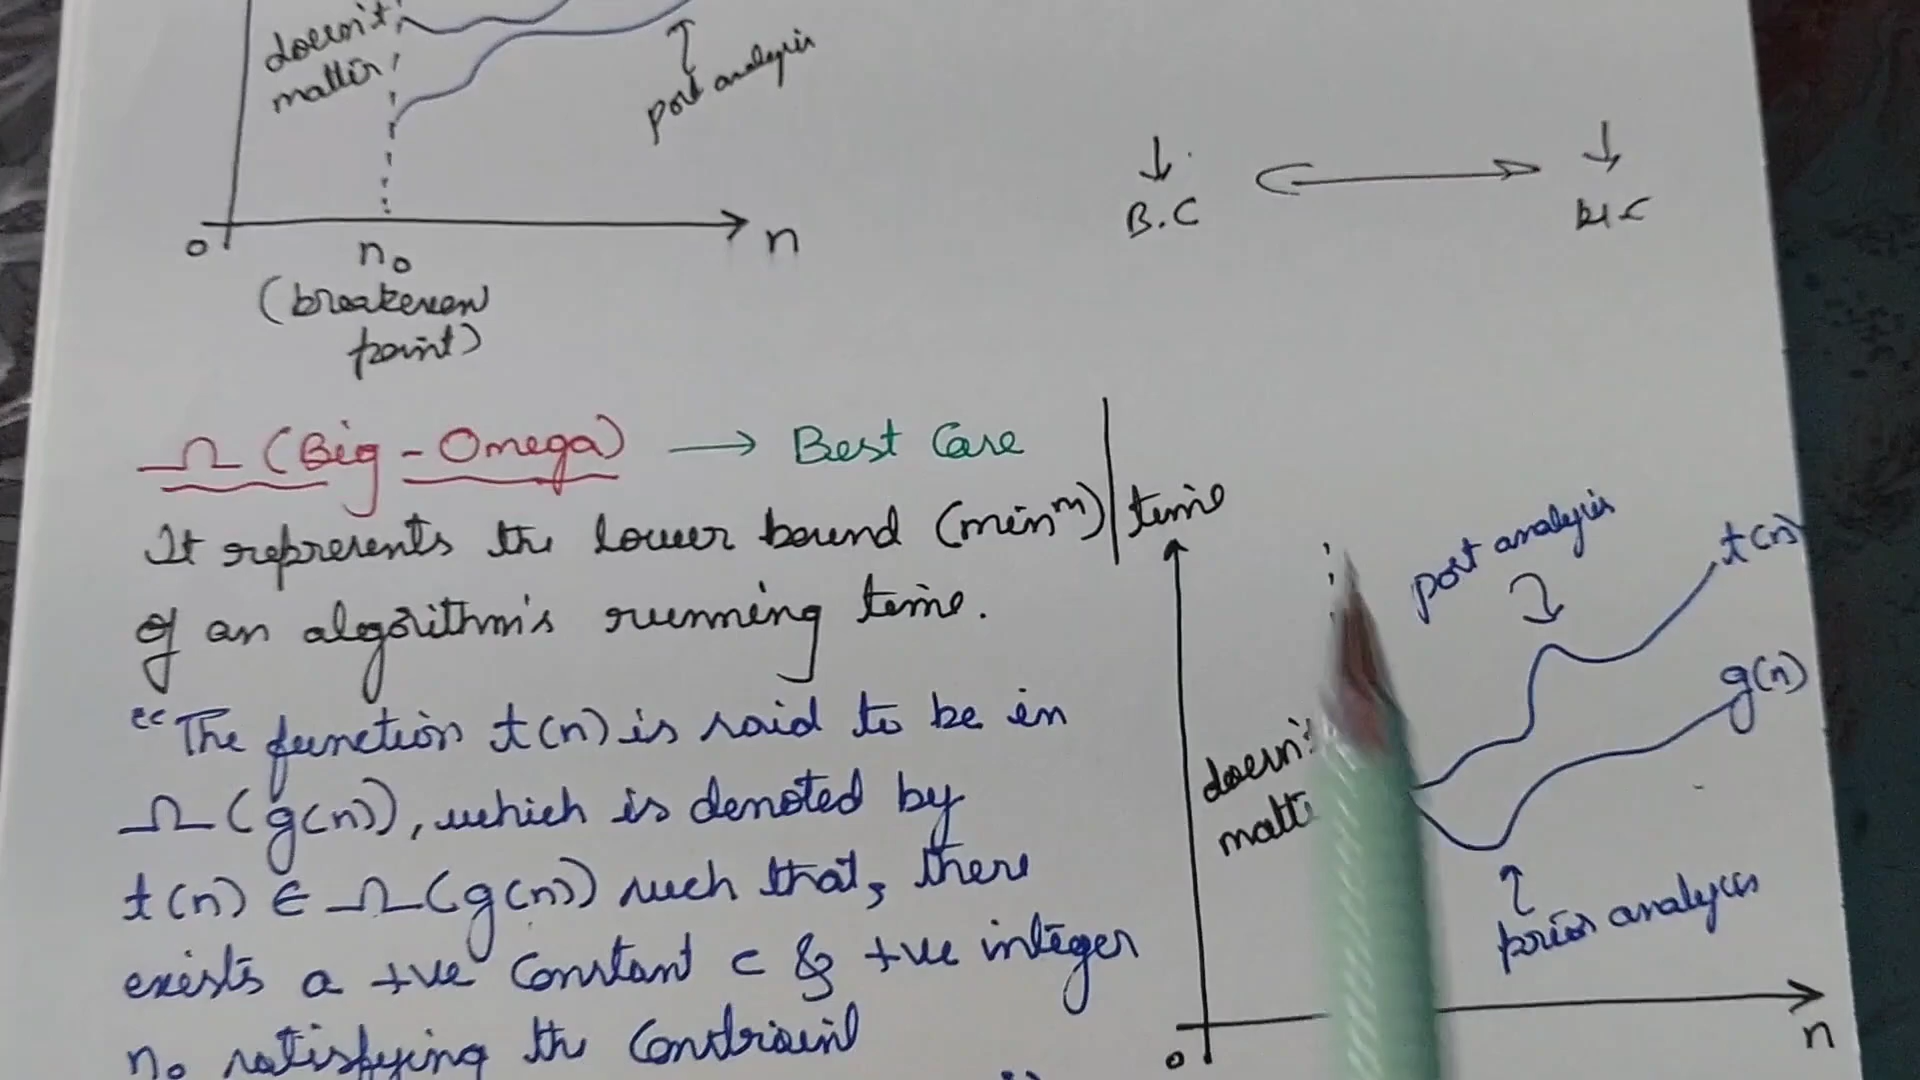 doesn't
matter
post analysis
0
n0
n
(breakeven
point)
B.C
W.C
Ω (Big - Omega) → Best Case
It represents the lower bound (minᵐ)
of an algorithm's running time.
"The function t(n) is said to be in
Ω(g(n)), which is denoted by
t(n) ∈ Ω(g(n)) such that, there
exists a +ve constant c & +ve integer
n0 satisfying the constraint
time
post analysis
t(n)
g(n)
doesn't
matte
prior analysis
0
n